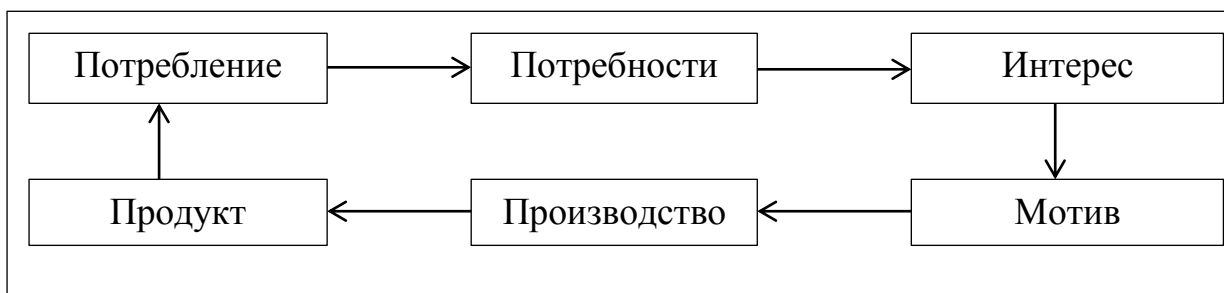 Потребление
Потребности
Интерес
Продукт
Производство
Мотив